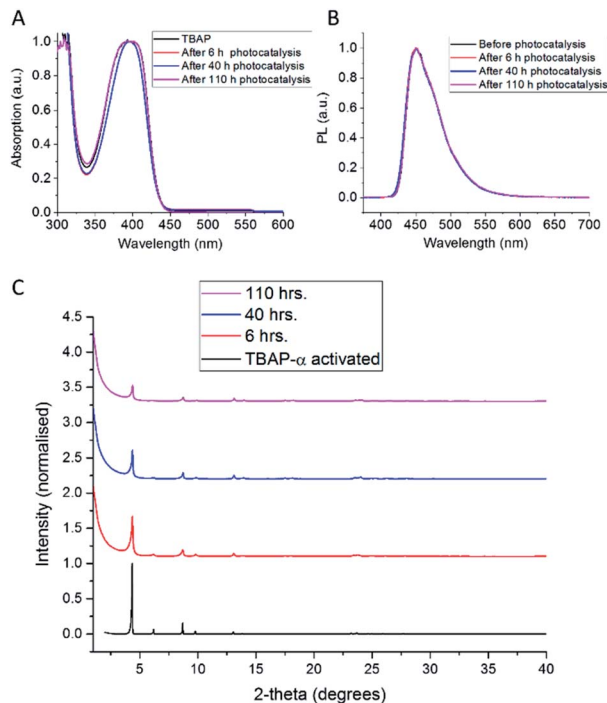 A
Absorption (a.u.)
1.0
0.8
0.6
0.4
0.2
0.0
TBAP
After 6 h photocatalysis
After 40 h photocatalysis
After 110 h photocatalysis
300 350 400 450 500 550 600
Wavelength (nm)
B
PL (a.u.)
1.0
0.8
0.6
0.4
0.2
0.0
Before photocatalysis
After 6 h photocatalysis
After 40 h photocatalysis
After 110 h photocatalysis
400 450 500 550 600 650 700
Wavelength (nm)
C
110 hrs.
40 hrs.
6 hrs.
TBAP-α activated
Intensity (normalised)
4.5
4.0
3.5
3.0
2.5
2.0
1.5
1.0
0.5
0.0
5 10 15 20 25 30 35 40
2-theta (degrees)